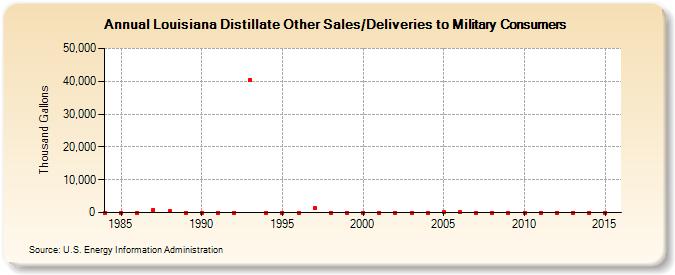 Annual Louisiana Distillate Other Sales/Deliveries to Military Consumers
Thousand Gallons
50,000
40,000
30,000
20,000
10,000
0
1985 1990 1995 2000 2005 2010 2015
Source: U.S. Energy Information Administration